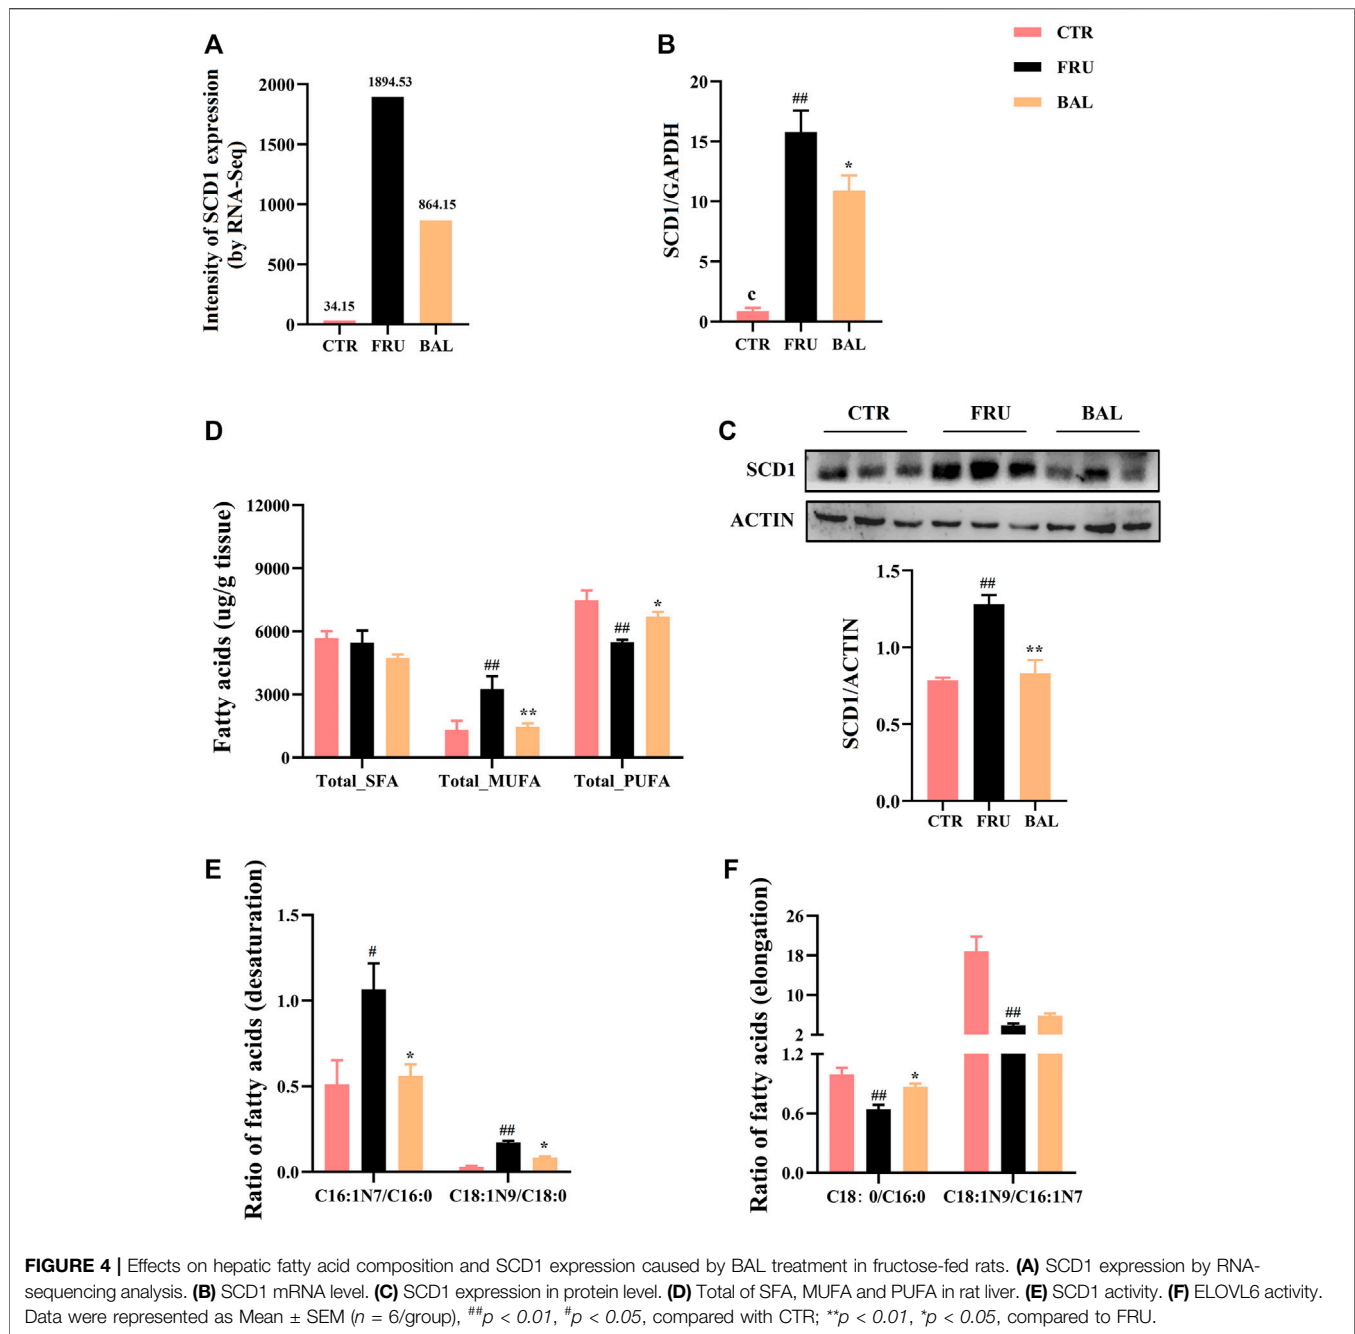 A
Intensity of SCD1 expression
(by RNA-Seq)
2000
1500
1000
500
0
34.15
1894.53
864.15
CTR FRU BAL
B
SCD1/GAPDH
20
15
10
5
0
c
##
*
CTR FRU BAL
CTR
FRU
BAL
D
Fatty acids (ug/g tissue)
12000
9000
6000
3000
0
##
**
##
*
Total_SFA Total_MUFA Total_PUFA
C
CTR FRU BAL
SCD1
ACTIN
SCD1/ACTIN
1.5
1.0
0.5
0.0
##
**
CTR FRU BAL
E
Ratio of fatty acids (desaturation)
1.5
1.0
0.5
0.0
#
*
##
*
C16:1N7/C16:0 C18:1N9/C18:0
F
Ratio of fatty acids (elongation)
26
18
10
2
1.2
0.6
0.0
##
*
##
C18: 0/C16:0 C18:1N9/C16:1N7
FIGURE 4 | Effects on hepatic fatty acid composition and SCD1 expression caused by BAL treatment in fructose-fed rats. (A) SCD1 expression by RNA-
sequencing analysis. (B) SCD1 mRNA level. (C) SCD1 expression in protein level. (D) Total of SFA, MUFA and PUFA in rat liver. (E) SCD1 activity. (F) ELOVL6 activity.
Data were represented as Mean ± SEM (n = 6/group), ##p < 0.01, #p < 0.05, compared with CTR; **p < 0.01, *p < 0.05, compared to FRU.